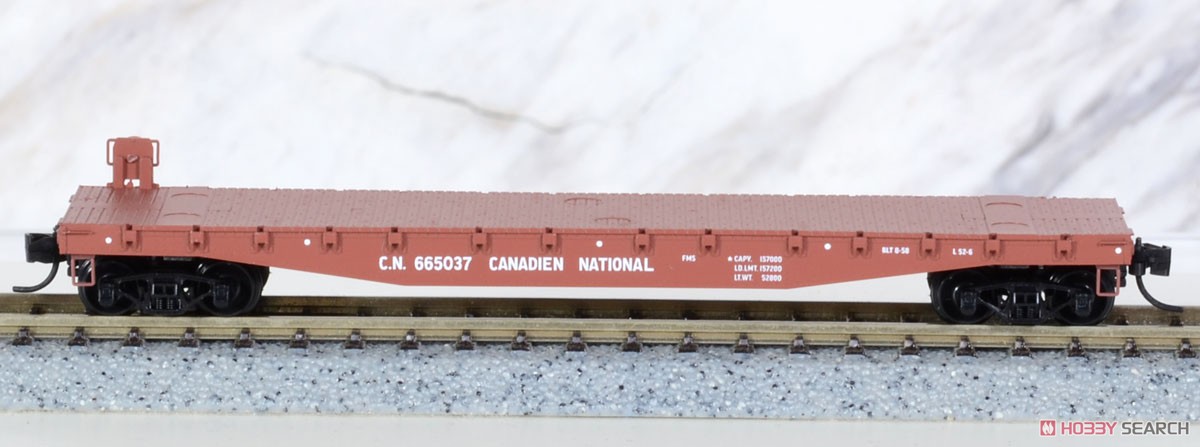 C.N. 665037 CANADIEN NATIONAL
FMS
★CAPY. 157000
LD.LMT. 157200
LT.WT. 52800
BLT 8-58
L 52-6
HOBBY SEARCH